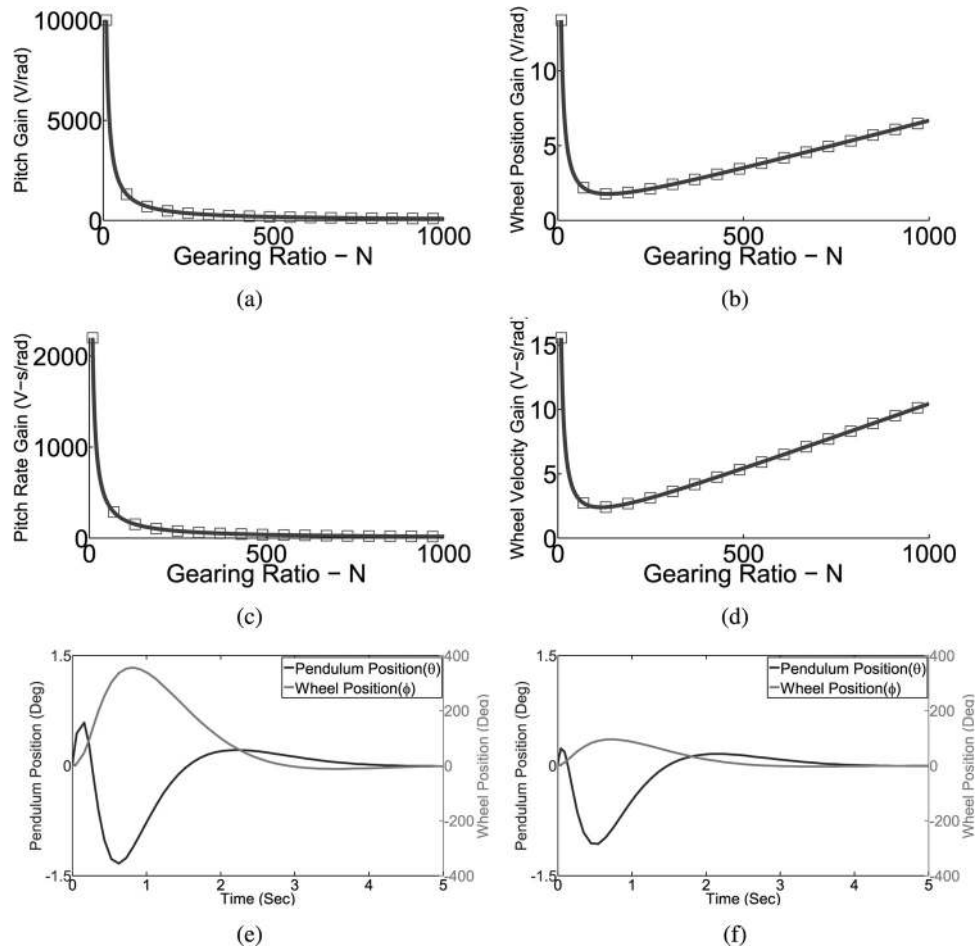 Pitch Gain (V/rad)
10000
5000
0
0 500 1000
Gearing Ratio − N
(a)
Wheel Position Gain (V/rad)
10
5
0
0 500 1000
Gearing Ratio − N
(b)
Pitch Rate Gain (V−s/rad)
2000
1000
0
0 500 1000
Gearing Ratio − N
(c)
Wheel Velocity Gain (V−s/rad)
15
10
5
0
0 500 1000
Gearing Ratio − N
(d)
Pendulum Position (Deg)
1.5
0
-1.5
Pendulum Position(θ)
Wheel Position(ϕ)
400
200
0
-200
-400
Wheel Position (Deg)
0 1 2 3 4 5
Time (Sec)
(e)
Pendulum Position (Deg)
1.5
0
-1.5
Pendulum Position(θ)
Wheel Position(ϕ)
400
200
0
-200
-400
Wheel Position (Deg)
0 1 2 3 4 5
Time (Sec)
(f)